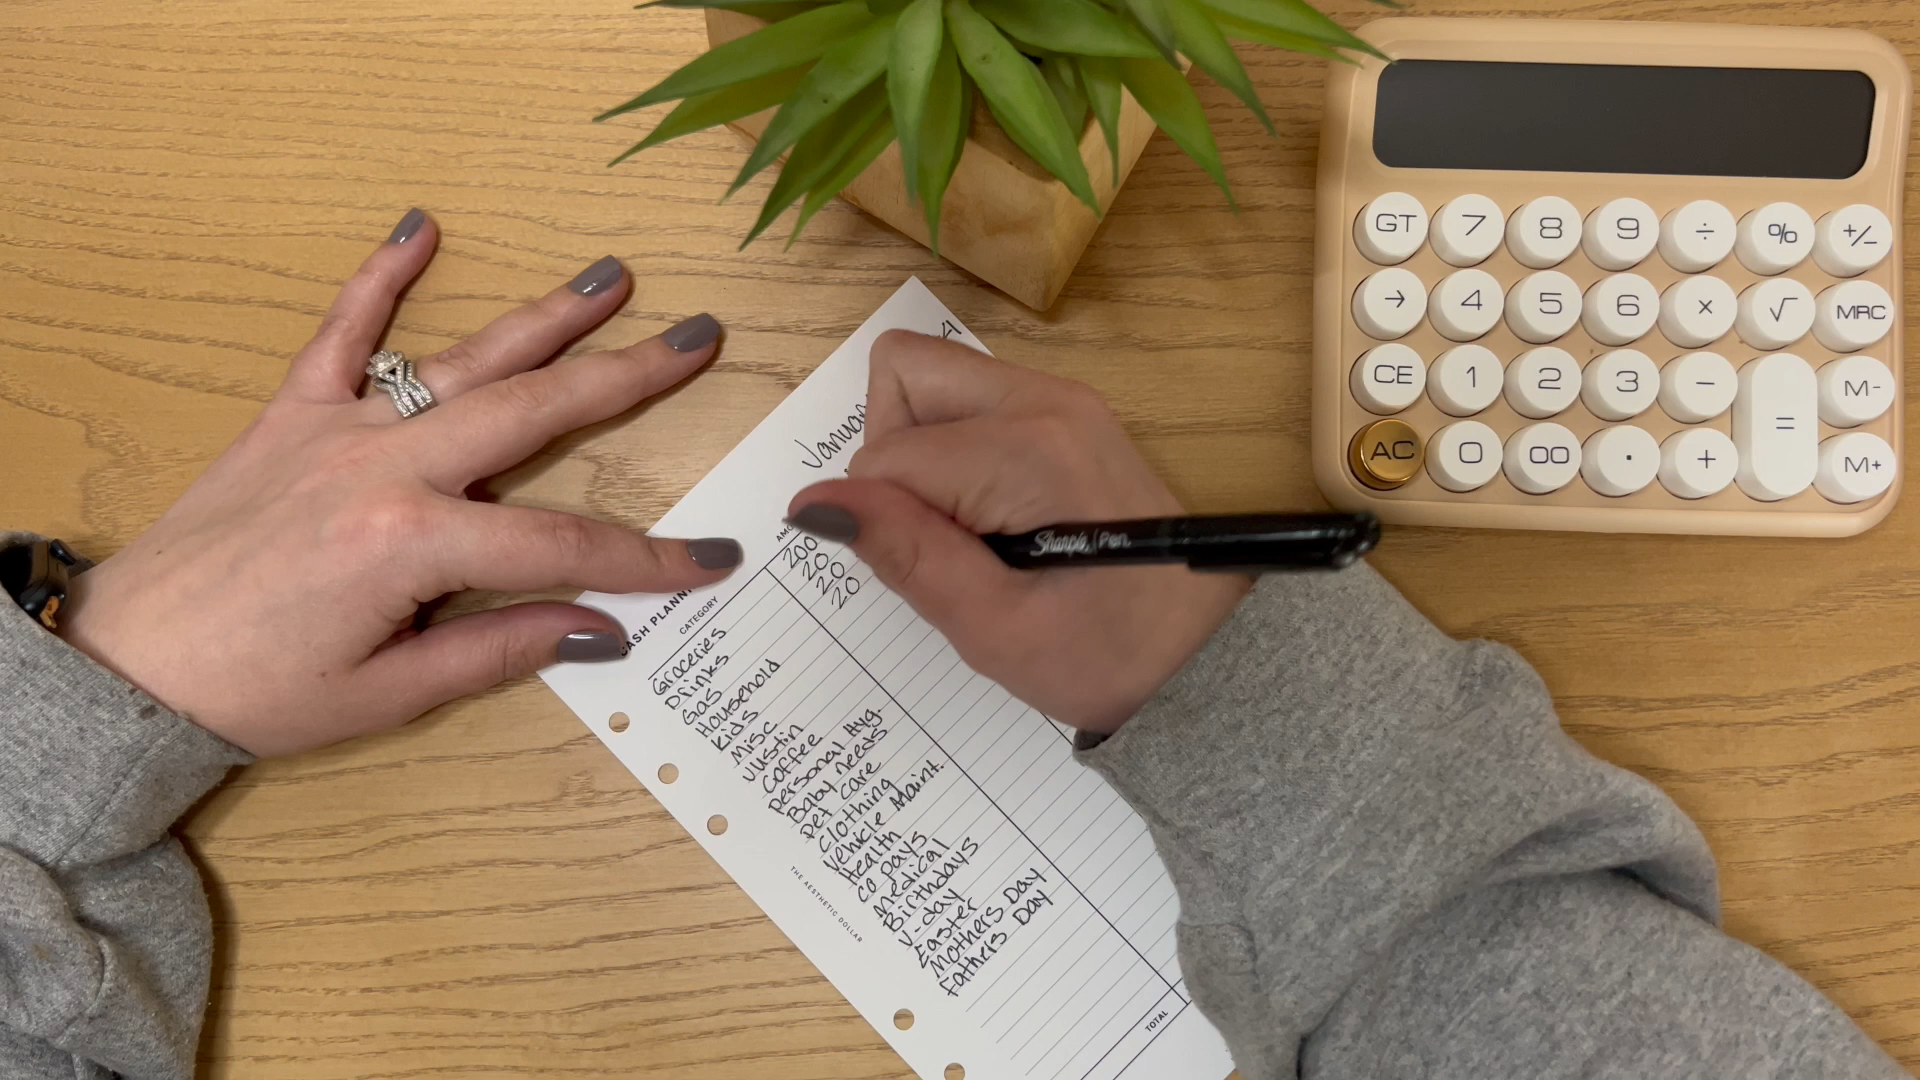 Januar
CASH PLANN
CATEGORY
AMO
Groceries 200
Drinks 20
Gas 20
Household 20
Kids
Misc
Justin
Coffee
Personal Hyg.
Baby needs
Pet care
Clothing
Vehicle Maint.
Health
Co pays
Medical
Birthdays
V-day
Easter
Mothers Day
Fathers Day
TOTAL
THE AESTHETIC DOLLAR
Sharpie Pen.
GT 7 8 9 ÷ % +/-
→ 4 5 6 × √ MRC
CE 1 2 3 - = M-
AC 0 00 . + M+